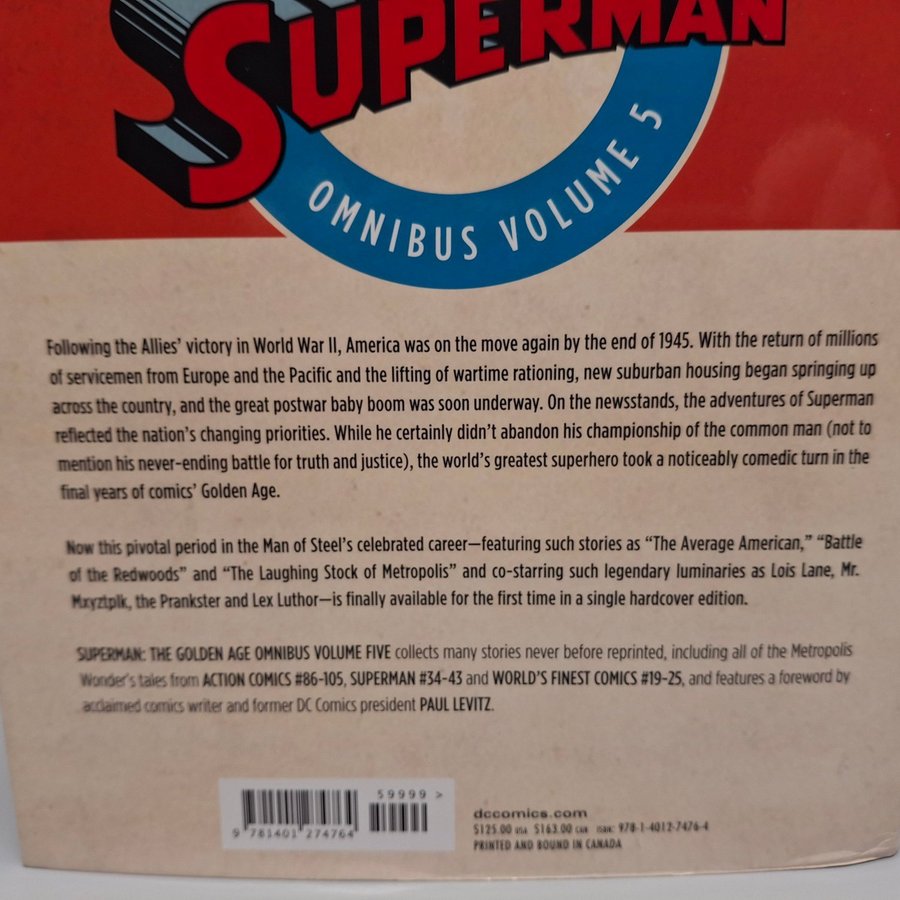 SUPERMAN
OMNIBUS VOLUME 5
Following the Allies' victory in World War II, America was on the move again by the end of 1945. With the return of millions
of servicemen from Europe and the Pacific and the lifting of wartime rationing, new suburban housing began springing up
across the country, and the great postwar baby boom was soon underway. On the newsstands, the adventures of Superman
reflected the nation's changing priorities. While he certainly didn't abandon his championship of the common man (not to
mention his never-ending battle for truth and justice), the world's greatest superhero took a noticeably comedic turn in the
final years of comics' Golden Age.
Now this pivotal period in the Man of Steel's celebrated career—featuring such stories as "The Average American," "Battle
of the Redwoods" and "The Laughing Stock of Metropolis" and co-starring such legendary luminaries as Lois Lane, Mr.
Mxyztplk, the Prankster and Lex Luthor—is finally available for the first time in a single hardcover edition.
SUPERMAN: THE GOLDEN AGE OMNIBUS VOLUME FIVE collects many stories never before reprinted, including all of the Metropolis
Wonder's tales from ACTION COMICS #86-105, SUPERMAN #34-43 and WORLD'S FINEST COMICS #19-25, and features a foreword by
acclaimed comics writer and former DC Comics president PAUL LEVITZ.
59999 >
9 781401 274764
dccomics.com
$125.00 USA $163.00 CAN ISBN: 978-1-4012-7476-4
PRINTED AND BOUND IN CANADA